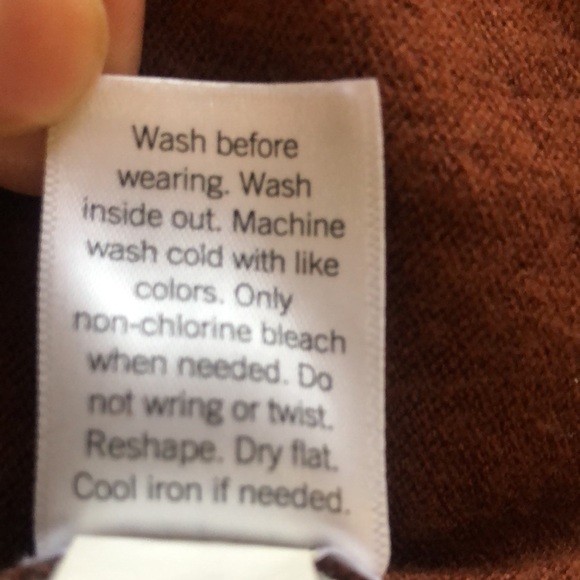 Wash before
wearing. Wash
inside out. Machine
wash cold with like
colors. Only
non-chlorine bleach
when needed. Do
not wring or twist.
Reshape. Dry flat.
Cool iron if needed.